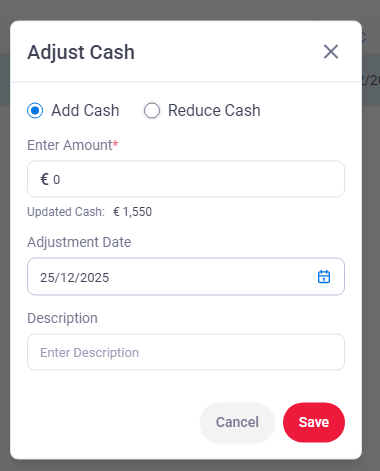 Adjust Cash
Add Cash Reduce Cash
Enter Amount*
€ 0
Updated Cash: € 1,550
Adjustment Date
25/12/2025
Description
Enter Description
Cancel Save